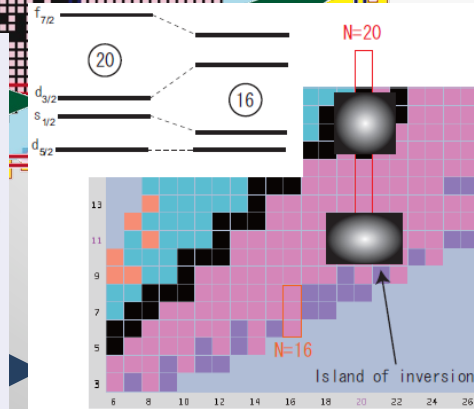 f7/2
N=20
20
d3/2
16
s1/2
d5/2
13
11
9
7
5
3
N=16
Island of inversion
6 8 10 12 14 16 18 20 22 24 26